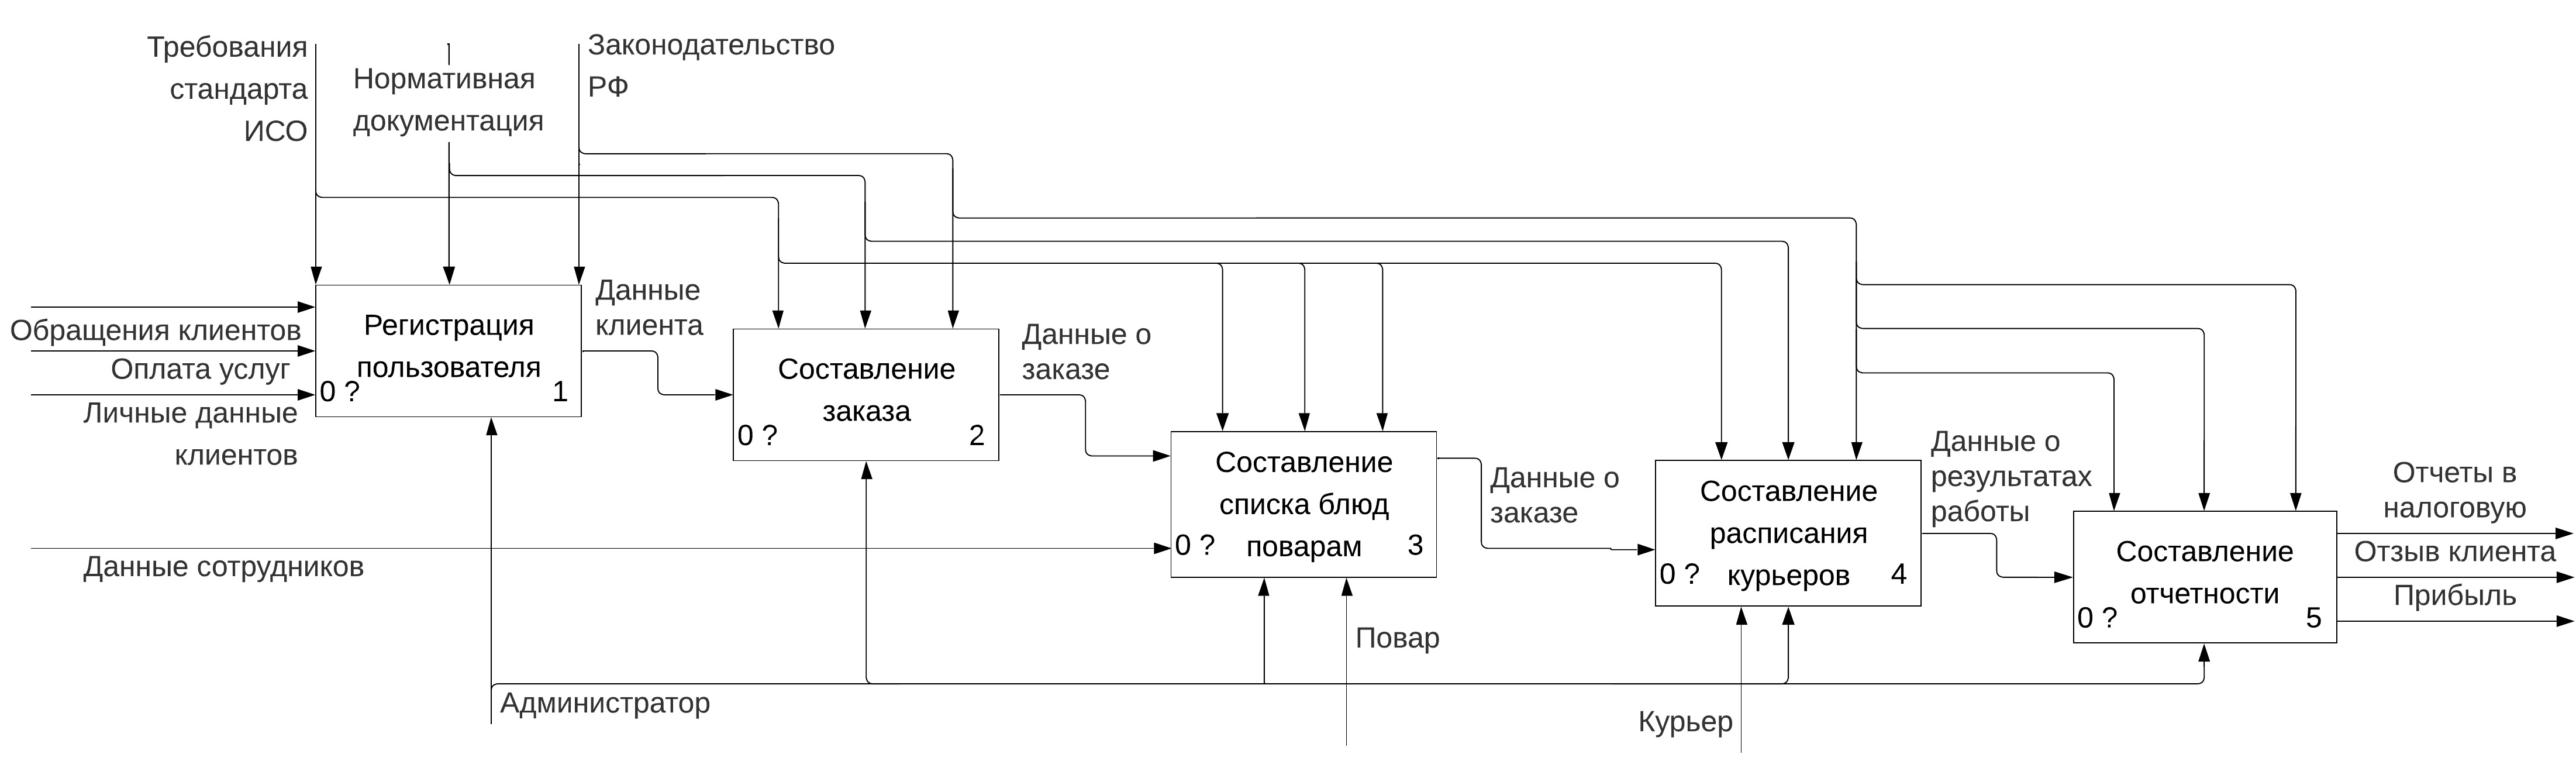 Требования
стандарта
ИСО
Нормативная
документация
Законодательство
РФ
Обращения клиентов
Оплата услуг
Личные данные
клиентов
Регистрация
пользователя
0 ?
1
Данные
клиента
Составление
заказа
0 ?
2
Данные о
заказе
Данные сотрудников
Составление
списка блюд
поварам
0 ?
3
Данные о
заказе
Составление
расписания
курьеров
0 ?
4
Данные о
результатах
работы
Составление
отчетности
0 ?
5
Отчеты в
налоговую
Отзыв клиента
Прибыль
Администратор
Повар
Курьер